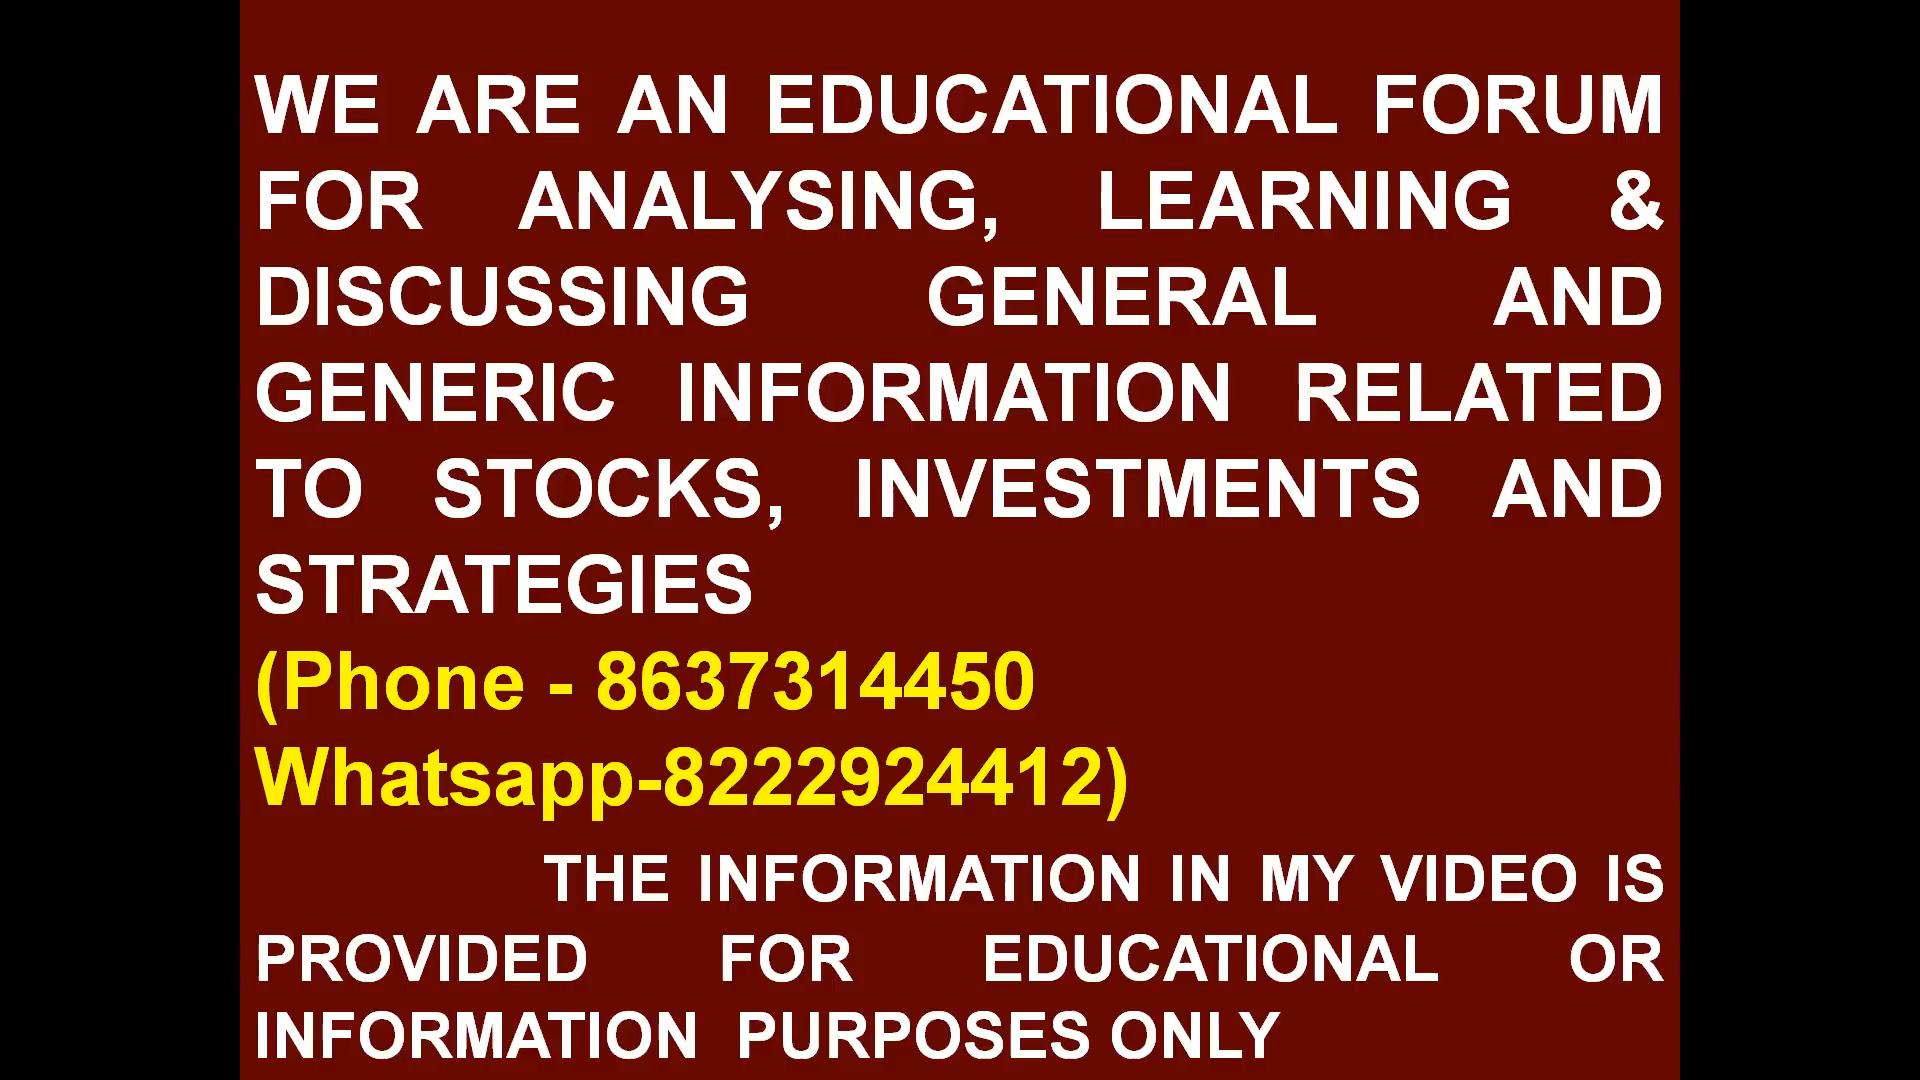 WE ARE AN EDUCATIONAL FORUM
FOR ANALYSING, LEARNING &
DISCUSSING GENERAL AND
GENERIC INFORMATION RELATED
TO STOCKS, INVESTMENTS AND
STRATEGIES
(Phone - 8637314450
Whatsapp-8222924412)
THE INFORMATION IN MY VIDEO IS
PROVIDED FOR EDUCATIONAL OR
INFORMATION PURPOSES ONLY